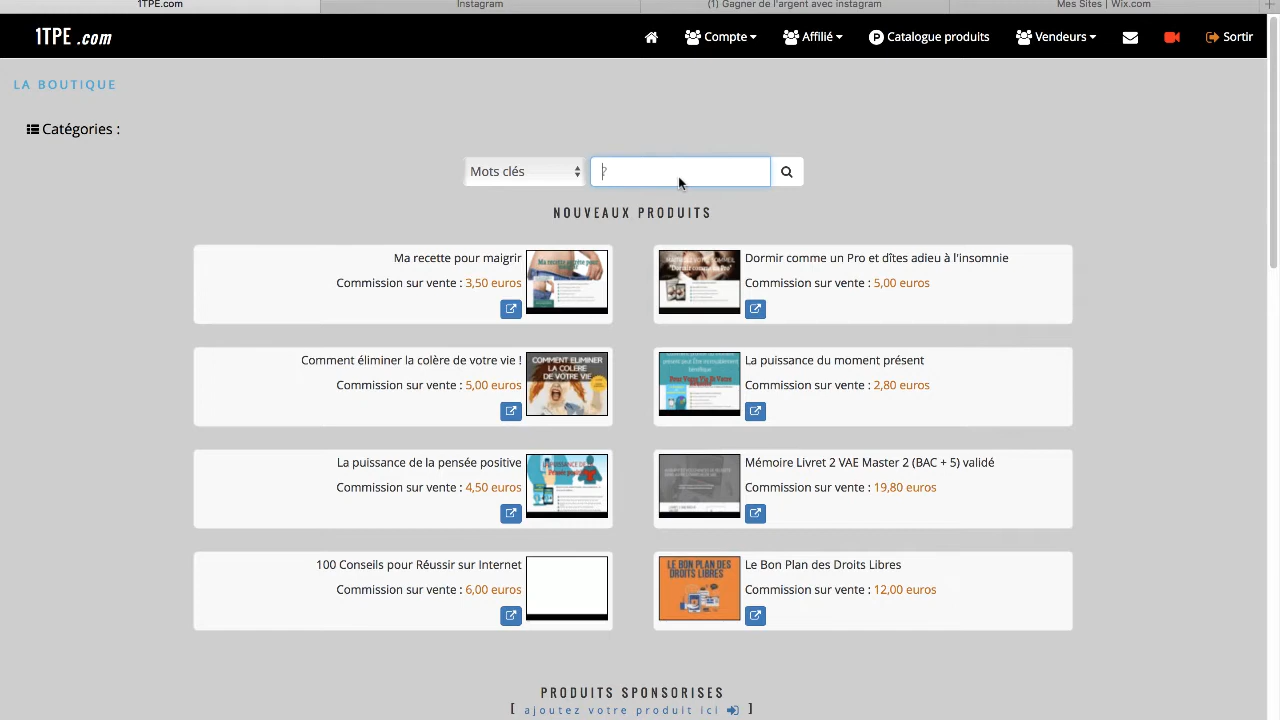 1TPE.com
Instagram
(1) Gagner de l'argent avec instagram
Mes Sites | Wix.com
1TPE .com
Compte
Affilié
Catalogue produits
Vendeurs
Sortir
LA BOUTIQUE
Catégories :
Mots clés
?
NOUVEAUX PRODUITS
Ma recette pour maigrir
Commission sur vente : 3,50 euros
Dormir comme un Pro et dîtes adieu à l'insomnie
Commission sur vente : 5,00 euros
Comment éliminer la colère de votre vie !
Commission sur vente : 5,00 euros
COMMENT ELIMINER
LA COLERE
DE VOTRE VIE
La puissance du moment présent
Commission sur vente : 2,80 euros
La puissance de la pensée positive
Commission sur vente : 4,50 euros
Mémoire Livret 2 VAE Master 2 (BAC + 5) validé
Commission sur vente : 19,80 euros
100 Conseils pour Réussir sur Internet
Commission sur vente : 6,00 euros
Le Bon Plan des Droits Libres
Commission sur vente : 12,00 euros
LE BON PLAN DES
DROITS LIBRES
PRODUITS SPONSORISES
[ ajoutez votre produit ici ]